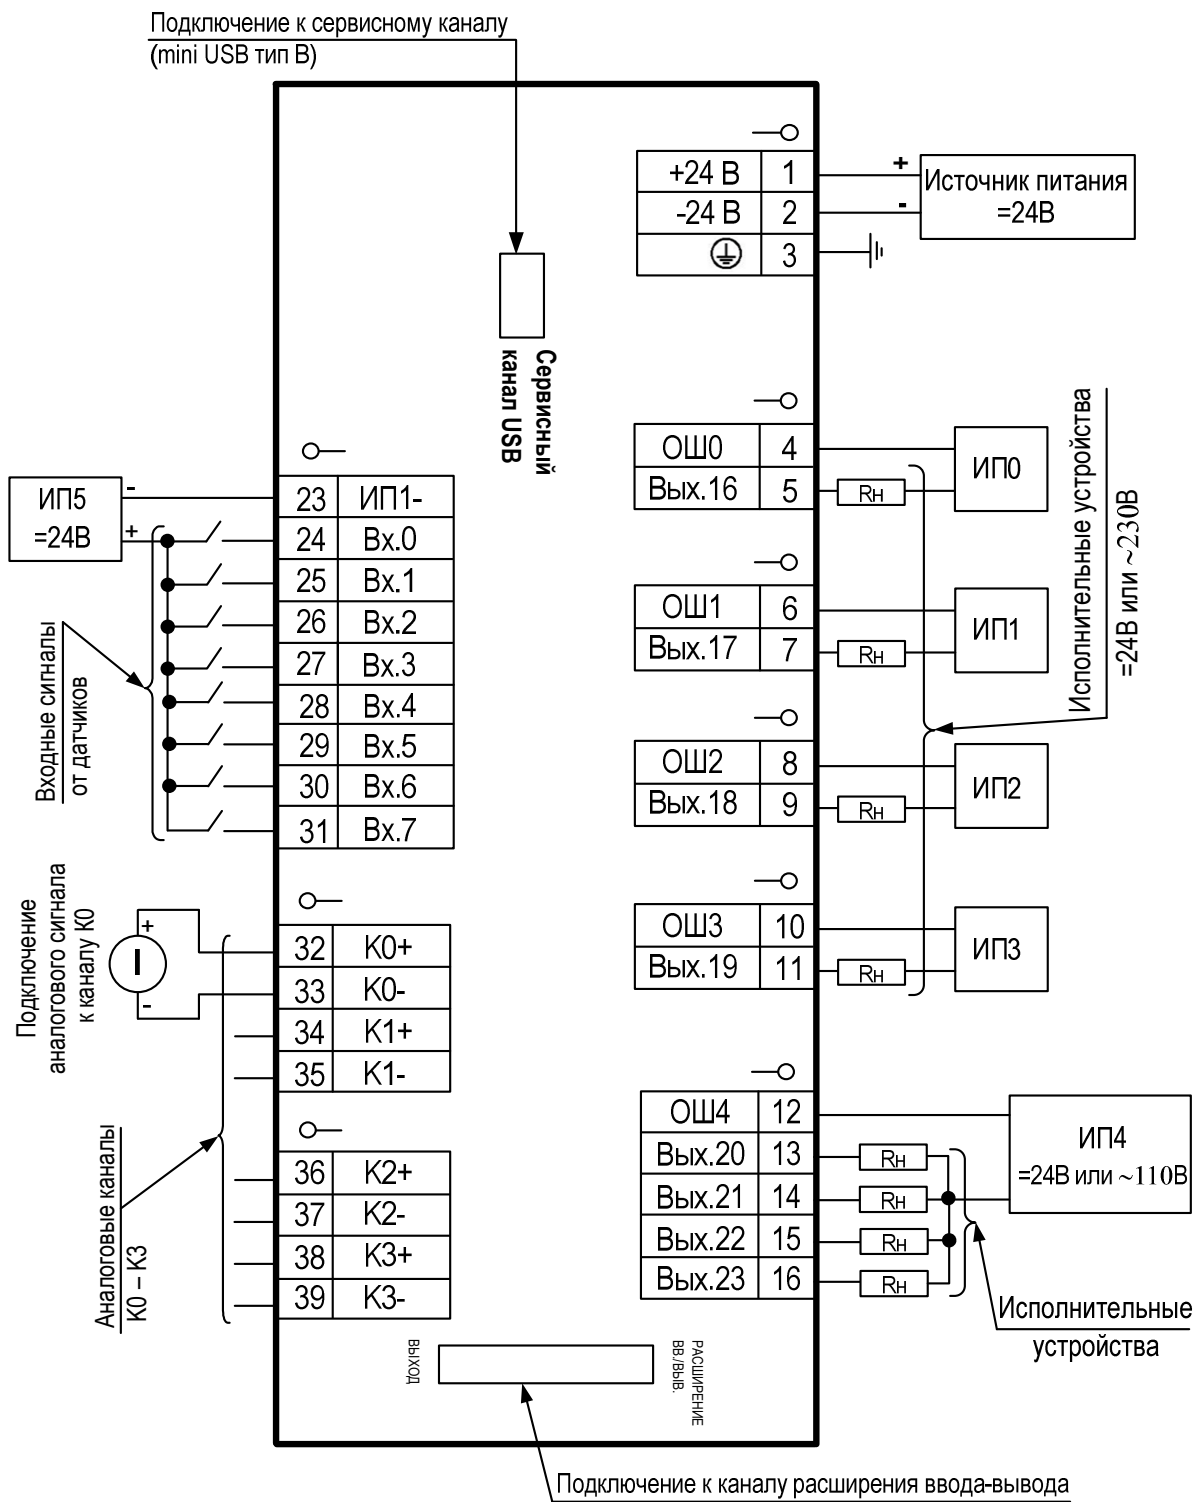 Подключение к сервисному каналу
(mini USB тип B)
+24 В 1
-24 В 2
3
+
-
Источник питания
=24В
Сервисный
канал USB
ОШ0 4
Вых.16 5
Rн
ИП0
ОШ1 6
Вых.17 7
Rн
ИП1
ОШ2 8
Вых.18 9
Rн
ИП2
ОШ3 10
Вых.19 11
Rн
ИП3
Исполнительные устройства
=24В или ~230В
ОШ4 12
Вых.20 13
Вых.21 14
Вых.22 15
Вых.23 16
Rн
Rн
Rн
Rн
ИП4
=24В или ~110В
Исполнительные
устройства
ИП5
=24В
-
+
23 ИП1-
24 Вх.0
25 Вх.1
26 Вх.2
27 Вх.3
28 Вх.4
29 Вх.5
30 Вх.6
31 Вх.7
Входные сигналы
от датчиков
Подключение
аналогового сигнала
к каналу К0
+
I
-
32 К0+
33 К0-
34 К1+
35 К1-
36 К2+
37 К2-
38 К3+
39 К3-
Аналоговые каналы
К0 – К3
ВЫХОД
РАСШИРЕНИЕ
ВВ./ВЫВ.
Подключение к каналу расширения ввода-вывода